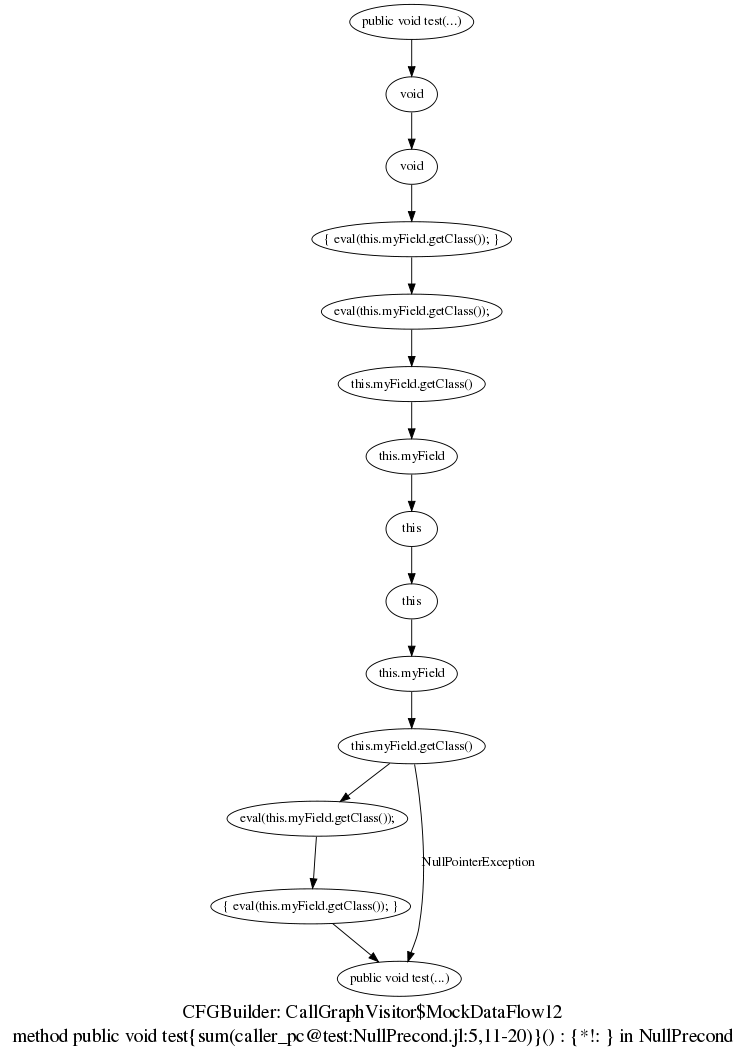 public void test(...)
void
void
{ eval(this.myField.getClass()); }
eval(this.myField.getClass());
this.myField.getClass()
this.myField
this
this
this.myField
this.myField.getClass()
eval(this.myField.getClass());
NullPointerException
{ eval(this.myField.getClass()); }
public void test(...)
CFGBuilder: CallGraphVisitor$MockDataFlow12
method public void test{sum(caller_pc@test:NullPrecond.jl:5,11-20)}() : {*!: } in NullPrecond